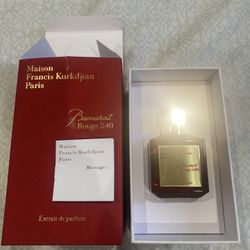 Maison
Francis Kurkdjian
Paris
Baccarat
Rouge 540
Maison
Francis Kurkdjian
Paris
Message...
Extrait de parfum